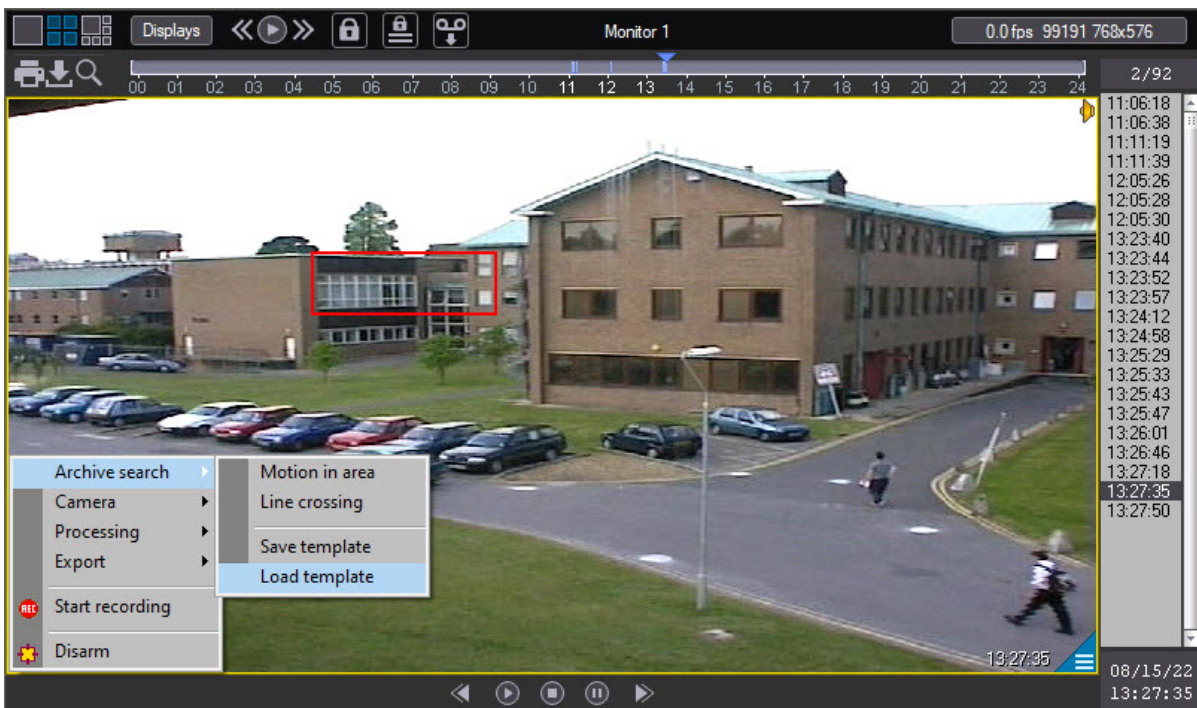 Displays
Monitor 1
0.0 fps 99191 768x576
00 01 02 03 04 05 06 07 08 09 10 11 12 13 14 15 16 17 18 19 20 21 22 23 24
2/92
11:06:18
11:06:38
11:11:19
11:11:39
12:05:26
12:05:28
12:05:30
13:23:40
13:23:44
13:23:52
13:23:57
13:24:12
13:24:58
13:25:29
13:25:33
13:25:43
13:25:47
13:26:01
13:26:46
13:27:18
13:27:35
13:27:50
Archive search
Camera
Processing
Export
REC Start recording
Disarm
Motion in area
Line crossing
Save template
Load template
13:27:35
08/15/22
13:27:35